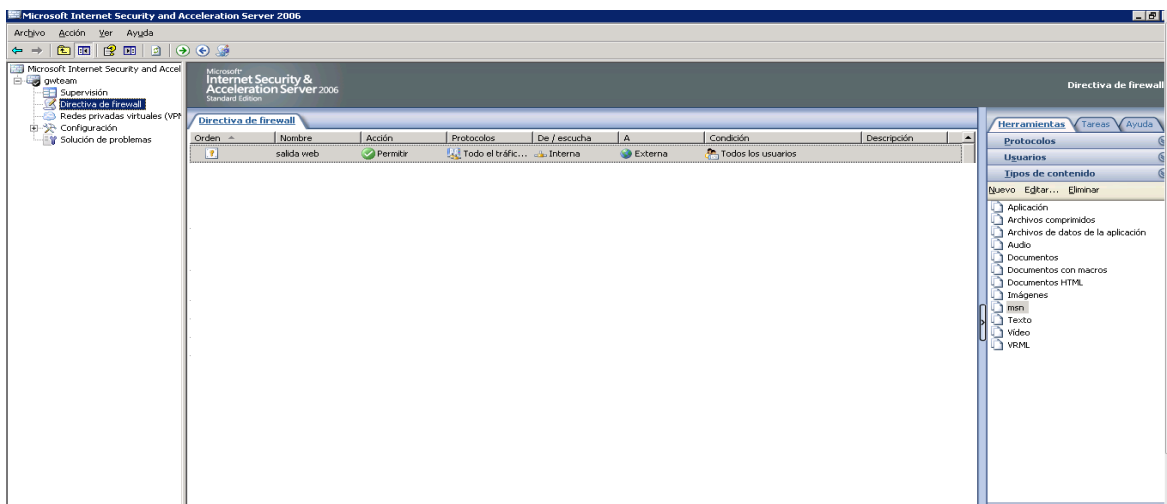 Microsoft Internet Security and Acceleration Server 2006
Archivo Acción Ver Ayuda
Microsoft Internet Security and Accel
gwteam
Supervisión
Directiva de firewall
Redes privadas virtuales (VPN
Configuración
Solución de problemas
Microsoft
Internet Security &
Acceleration Server 2006
Standard Edition
Directiva de firewall
Directiva de firewall
Orden Nombre Acción Protocolos De / escucha A Condición Descripción
salida web Permitir Todo el tráfic... Interna Externa Todos los usuarios
Herramientas Tareas Ayuda
Protocolos
Usuarios
Tipos de contenido
Nuevo Editar... Eliminar
Aplicación
Archivos comprimidos
Archivos de datos de la aplicación
Audio
Documentos
Documentos con macros
Documentos HTML
Imágenes
msn
Texto
Vídeo
VRML